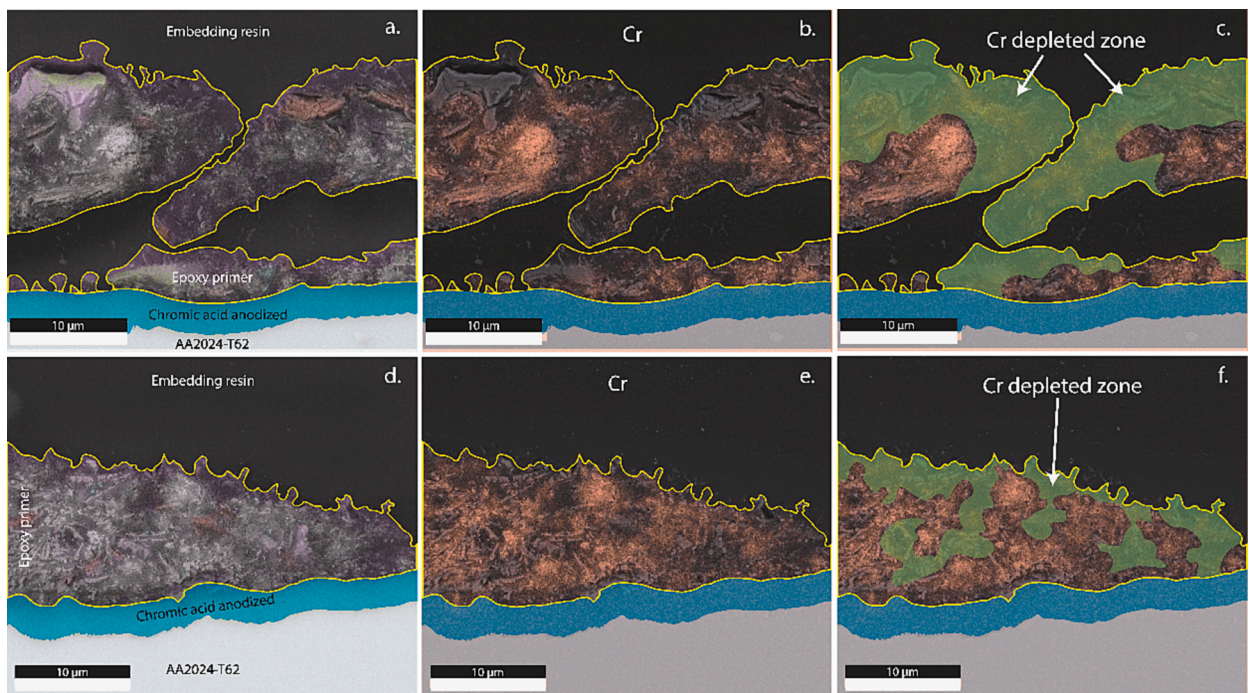 Embedding resin
a.
Epoxy primer
Chromic acid anodized
10 µm
AA2024-T62
Cr
b.
10 µm
Cr depleted zone
c.
10 µm
Embedding resin
d.
Epoxy primer
Chromic acid anodized
10 µm
AA2024-T62
Cr
e.
10 µm
Cr depleted zone
f.
10 µm